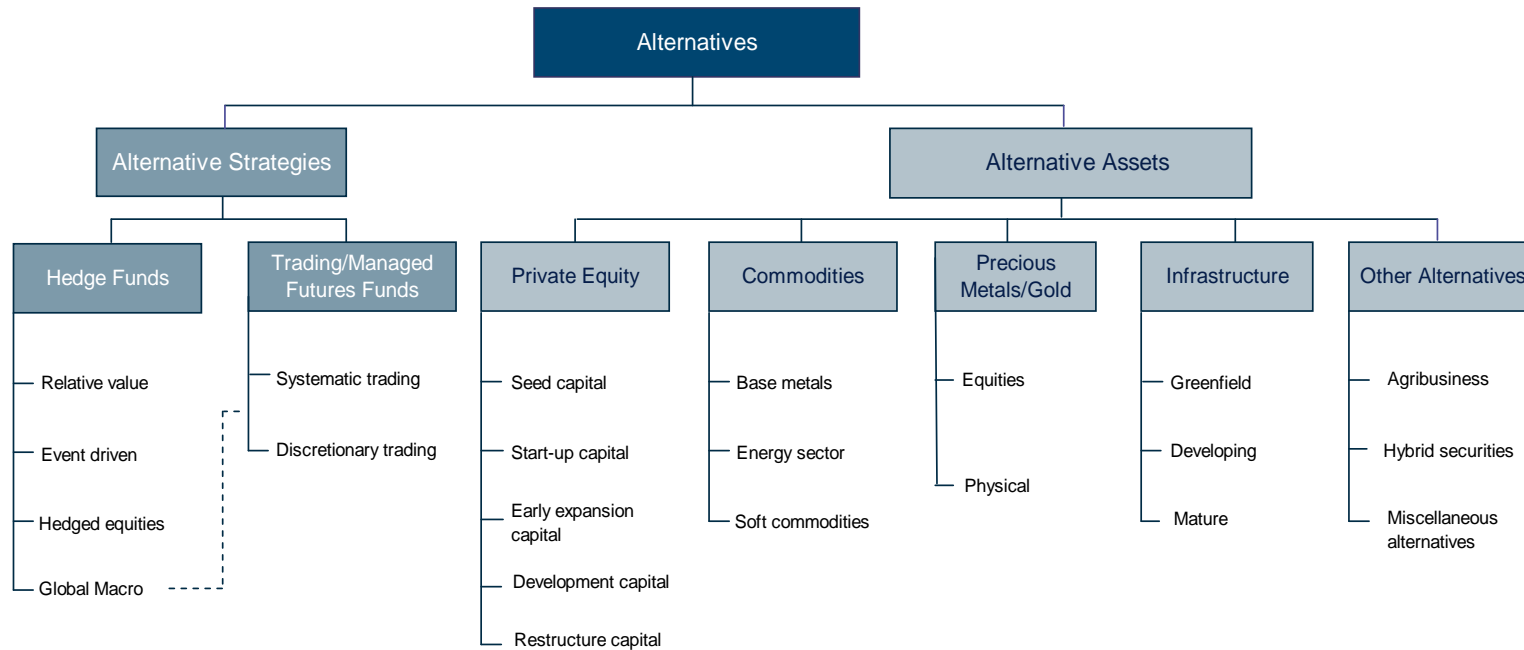 Alternatives
Alternative Strategies
Alternative Assets
Hedge Funds
Trading/Managed
Futures Funds
Private Equity
Commodities
Precious
Metals/Gold
Infrastructure
Other Alternatives
Relative value
Event driven
Hedged equities
Global Macro
Systematic trading
Discretionary trading
Seed capital
Start-up capital
Early expansion
capital
Development capital
Restructure capital
Base metals
Energy sector
Soft commodities
Equities
Physical
Greenfield
Developing
Mature
Agribusiness
Hybrid securities
Miscellaneous
alternatives